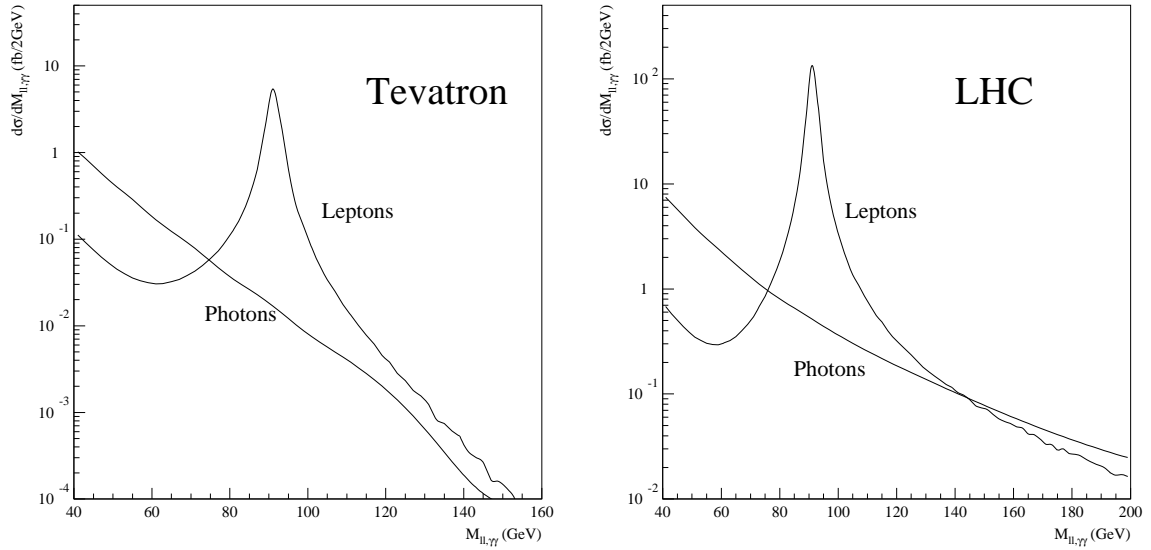 dσ/dM_{ll,γγ} (fb/2GeV)
10
1
10^{-1}
10^{-2}
10^{-3}
10^{-4}
Tevatron
Leptons
Photons
40 60 80 100 120 140 160
M_{ll,γγ} (GeV)
dσ/dM_{ll,γγ} (fb/2GeV)
10^{2}
10
1
10^{-1}
10^{-2}
LHC
Leptons
Photons
40 60 80 100 120 140 160 180 200
M_{ll,γγ} (GeV)